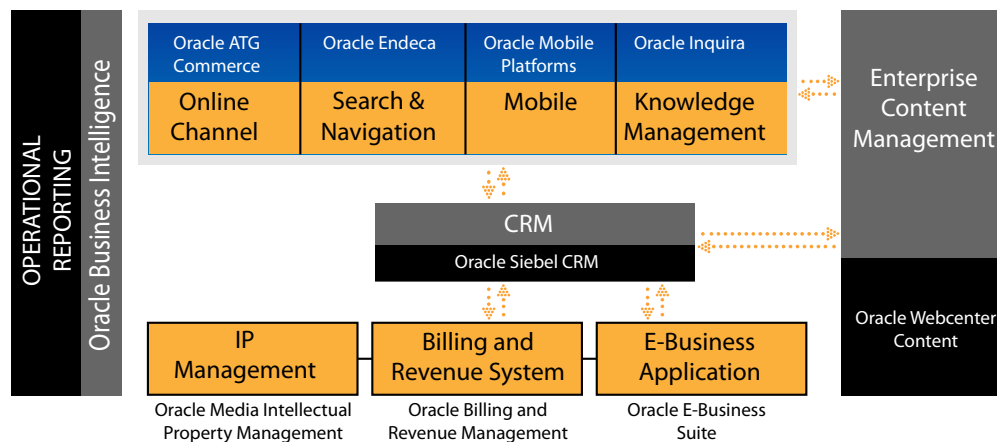 OPERATIONAL
REPORTING
Oracle Business Intelligence
Oracle ATG
Commerce
Online
Channel
Oracle Endeca
Search &
Navigation
Oracle Mobile
Platforms
Mobile
Oracle Inquira
Knowledge
Management
Enterprise
Content
Management
Oracle Webcenter
Content
CRM
Oracle Siebel CRM
IP
Management
Oracle Media Intellectual
Property Management
Billing and
Revenue System
Oracle Billing and
Revenue Management
E-Business
Application
Oracle E-Business
Suite